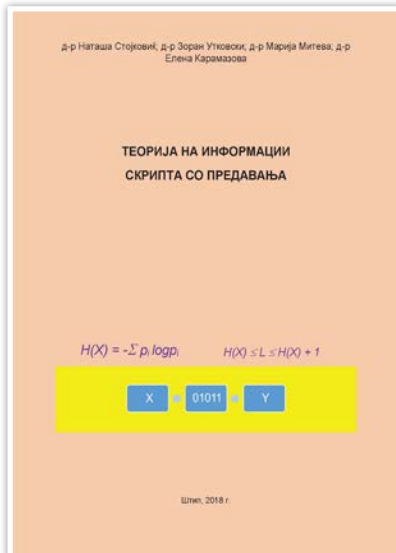 д-р Наташа Стојковиќ; д-р Зоран Утковски; д-р Марија Митева; д-р
Елена Карамазова
ТЕОРИЈА НА ИНФОРМАЦИИ
СКРИПТА СО ПРЕДАВАЊА
H(X) = -Σ pᵢ logpᵢ H(X) ≤ L ≤ H(X) + 1
X 01011 Y
Штип, 2018 г.